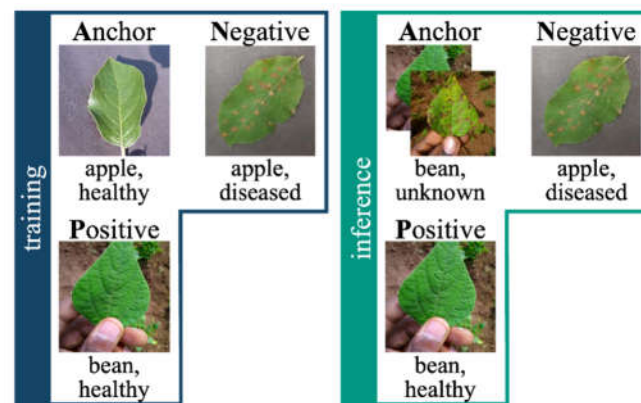 training
Anchor
Negative
apple,
healthy
apple,
diseased
Positive
bean,
healthy
inference
Anchor
Negative
bean,
unknown
apple,
diseased
Positive
bean,
healthy